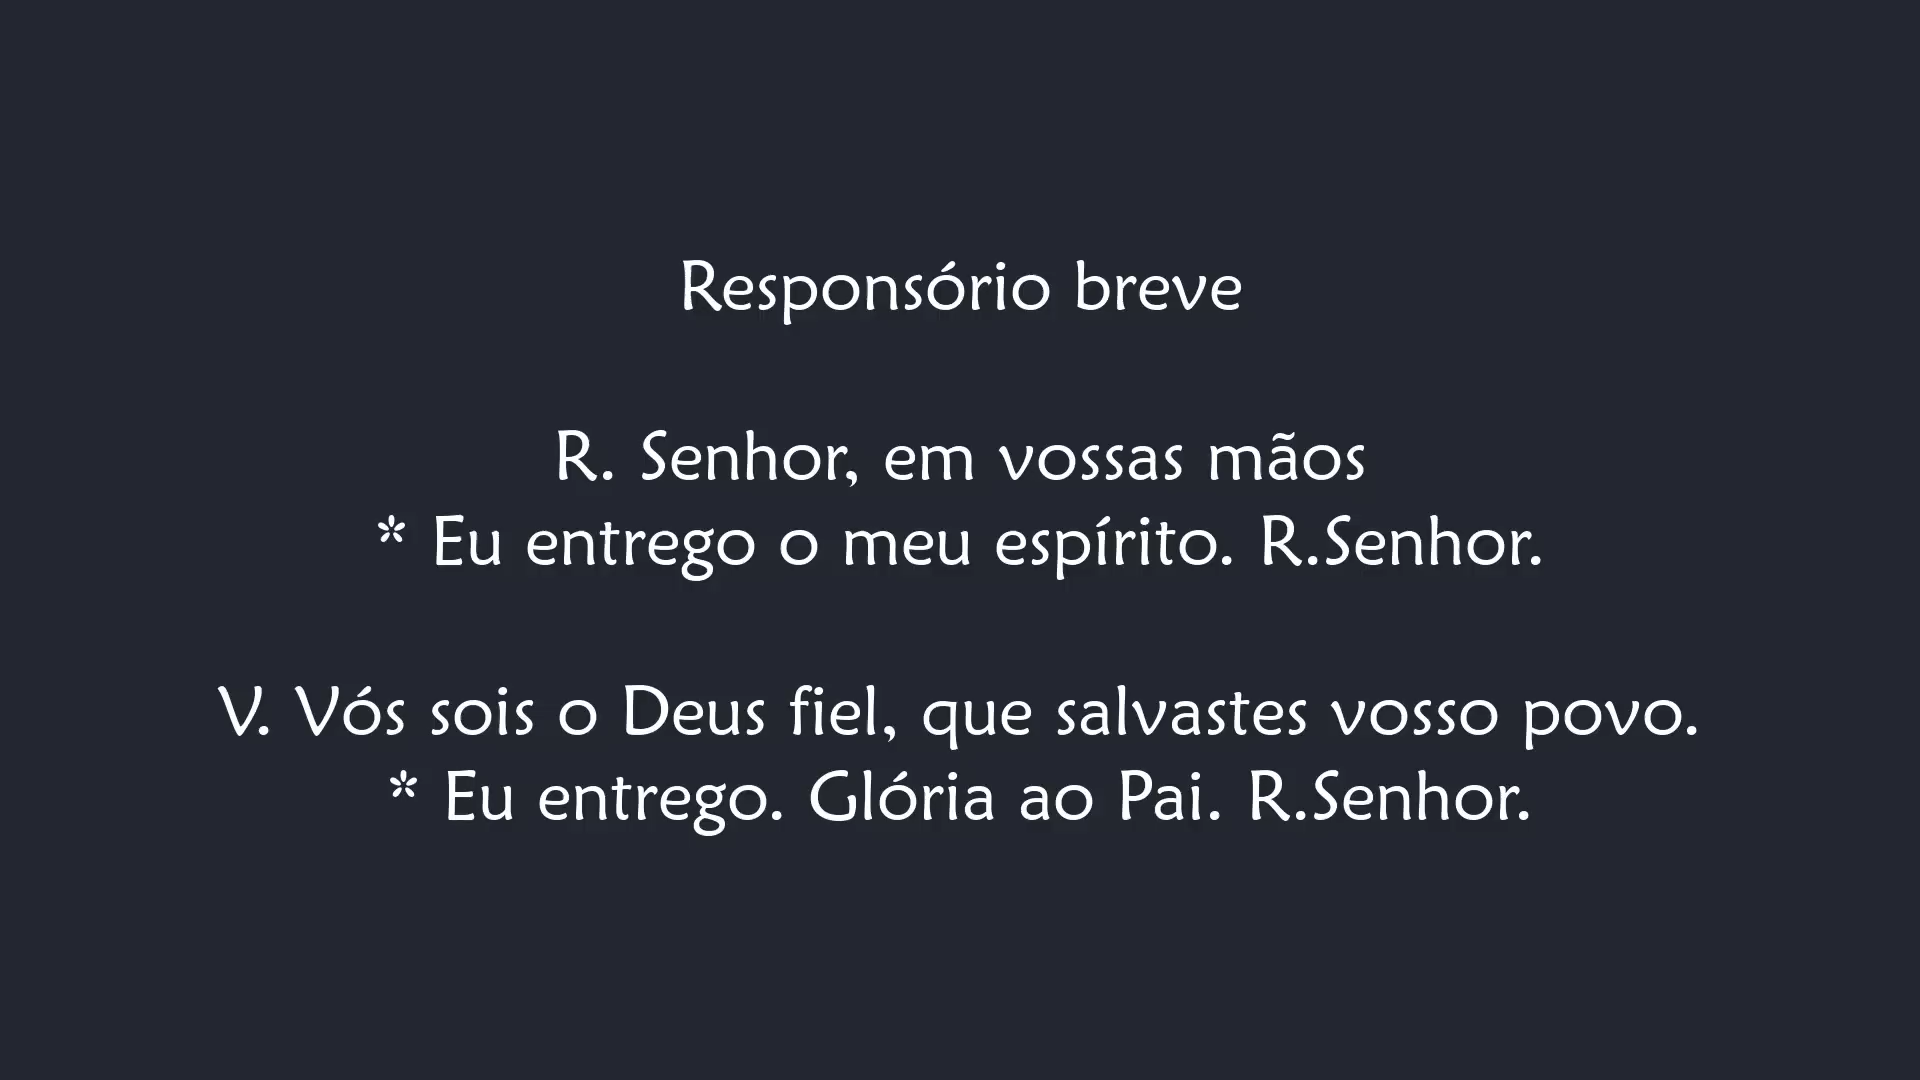 Responsório breve
R. Senhor, em vossas mãos
* Eu entrego o meu espírito. R.Senhor.
V. Vós sois o Deus fiel, que salvastes vosso povo.
* Eu entrego. Glória ao Pai. R.Senhor.